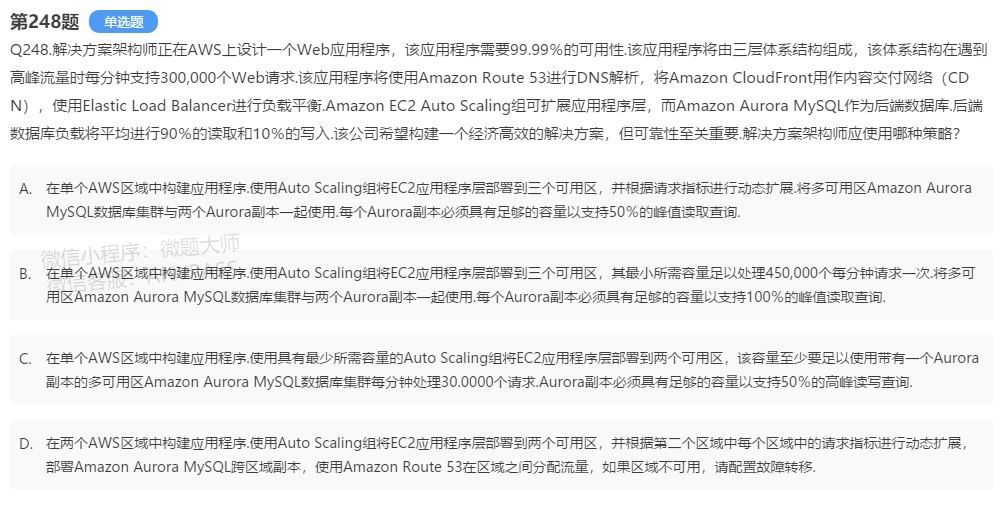 第248题 单选题
Q248.解决方案架构师正在AWS上设计一个Web应用程序，该应用程序需要99.99%的可用性.该应用程序将由三层体系结构组成，该体系结构在遇到
高峰流量时每分钟支持300,000个Web请求.该应用程序将使用Amazon Route 53进行DNS解析，将Amazon CloudFront用作内容交付网络（CD
N），使用Elastic Load Balancer进行负载平衡.Amazon EC2 Auto Scaling组可扩展应用程序层，而Amazon Aurora MySQL作为后端数据库.后端
数据库负载将平均进行90%的读取和10%的写入.该公司希望构建一个经济高效的解决方案，但可靠性至关重要.解决方案架构师应使用哪种策略？
A. 在单个AWS区域中构建应用程序.使用Auto Scaling组将EC2应用程序层部署到三个可用区，并根据请求指标进行动态扩展.将多可用区Amazon Aurora
MySQL数据库集群与两个Aurora副本一起使用.每个Aurora副本必须具有足够的容量以支持50%的峰值读取查询.
微信小程序：微题大师
B. 在单个AWS区域中构建应用程序.使用Auto Scaling组将EC2应用程序层部署到三个可用区，其最小所需容量足以处理450,000个每分钟请求一次.将多可
用区Amazon Aurora MySQL数据库集群与两个Aurora副本一起使用.每个Aurora副本必须具有足够的容量以支持100%的峰值读取查询.
微信客服：
C. 在单个AWS区域中构建应用程序.使用具有最少所需容量的Auto Scaling组将EC2应用程序层部署到两个可用区，该容量至少要足以使用带有一个Aurora
副本的多可用区Amazon Aurora MySQL数据库集群每分钟处理30.0000个请求.Aurora副本必须具有足够的容量以支持50%的高峰读写查询.
D. 在两个AWS区域中构建应用程序.使用Auto Scaling组将EC2应用程序层部署到两个可用区，并根据第二个区域中每个区域中的请求指标进行动态扩展，
部署Amazon Aurora MySQL跨区域副本，使用Amazon Route 53在区域之间分配流量，如果区域不可用，请配置故障转移.